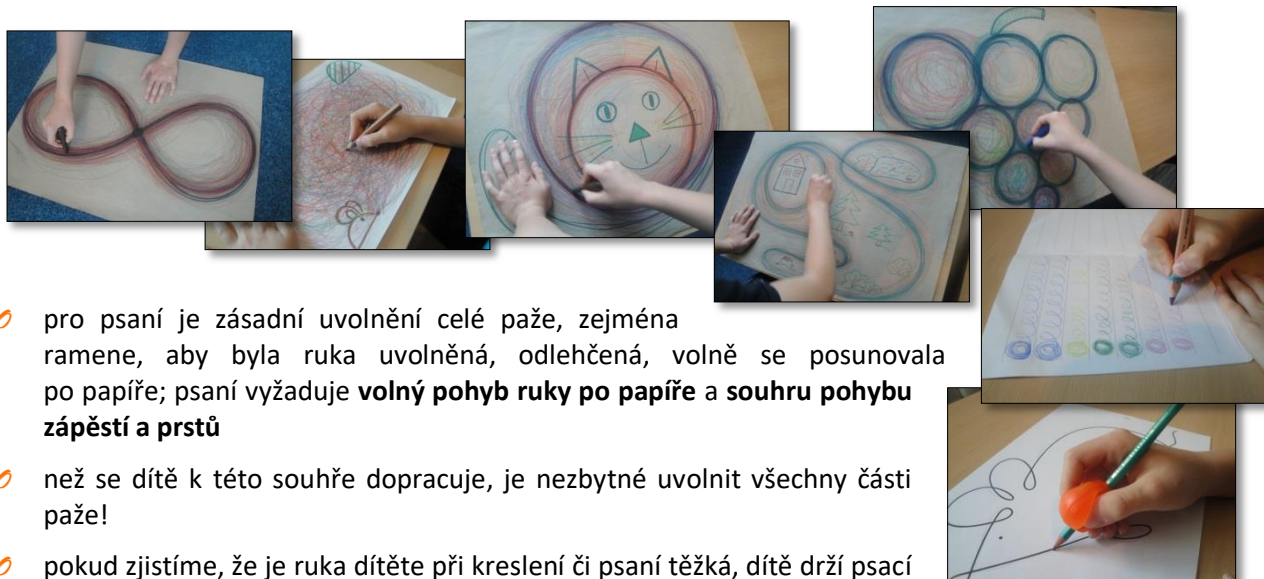 pro psaní je zásadní uvolnění celé paže, zejména
ramene, aby byla ruka uvolněná, odlehčená, volně se posunovala
po papíře; psaní vyžaduje volný pohyb ruky po papíře a souhru pohybu
zápěstí a prstů
než se dítě k této souhře dopracuje, je nezbytné uvolnit všechny části
paže!
pokud zjistíme, že je ruka dítěte při kreslení či psaní těžká, dítě drží psací